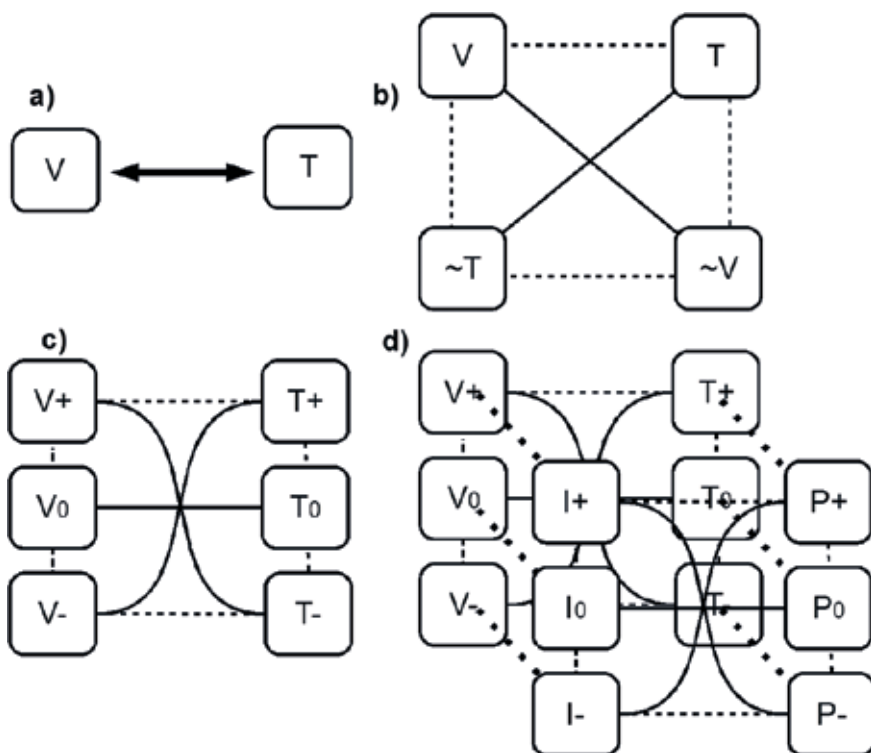 a)
V
T
b)
V
T
~T
~V
c)
V+
T+
V0
T0
V-
T-
d)
V+
T+
V0
I+
T0
P+
V-
I0
T-
P0
I-
P-